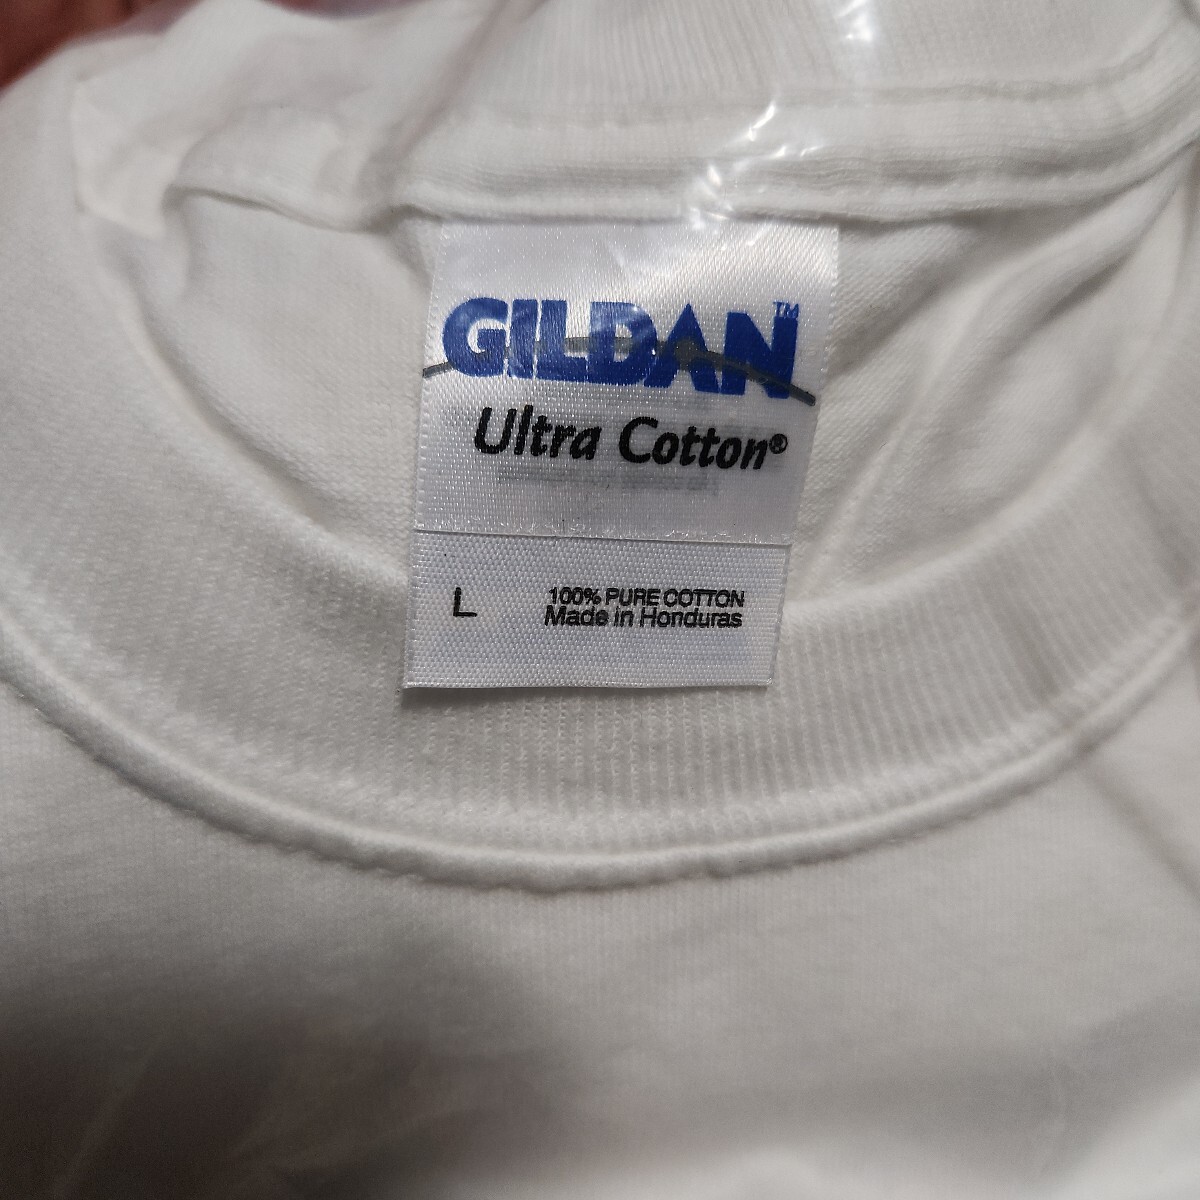 GILDAN™
Ultra Cotton®
L
100% PURE COTTON
Made in Honduras